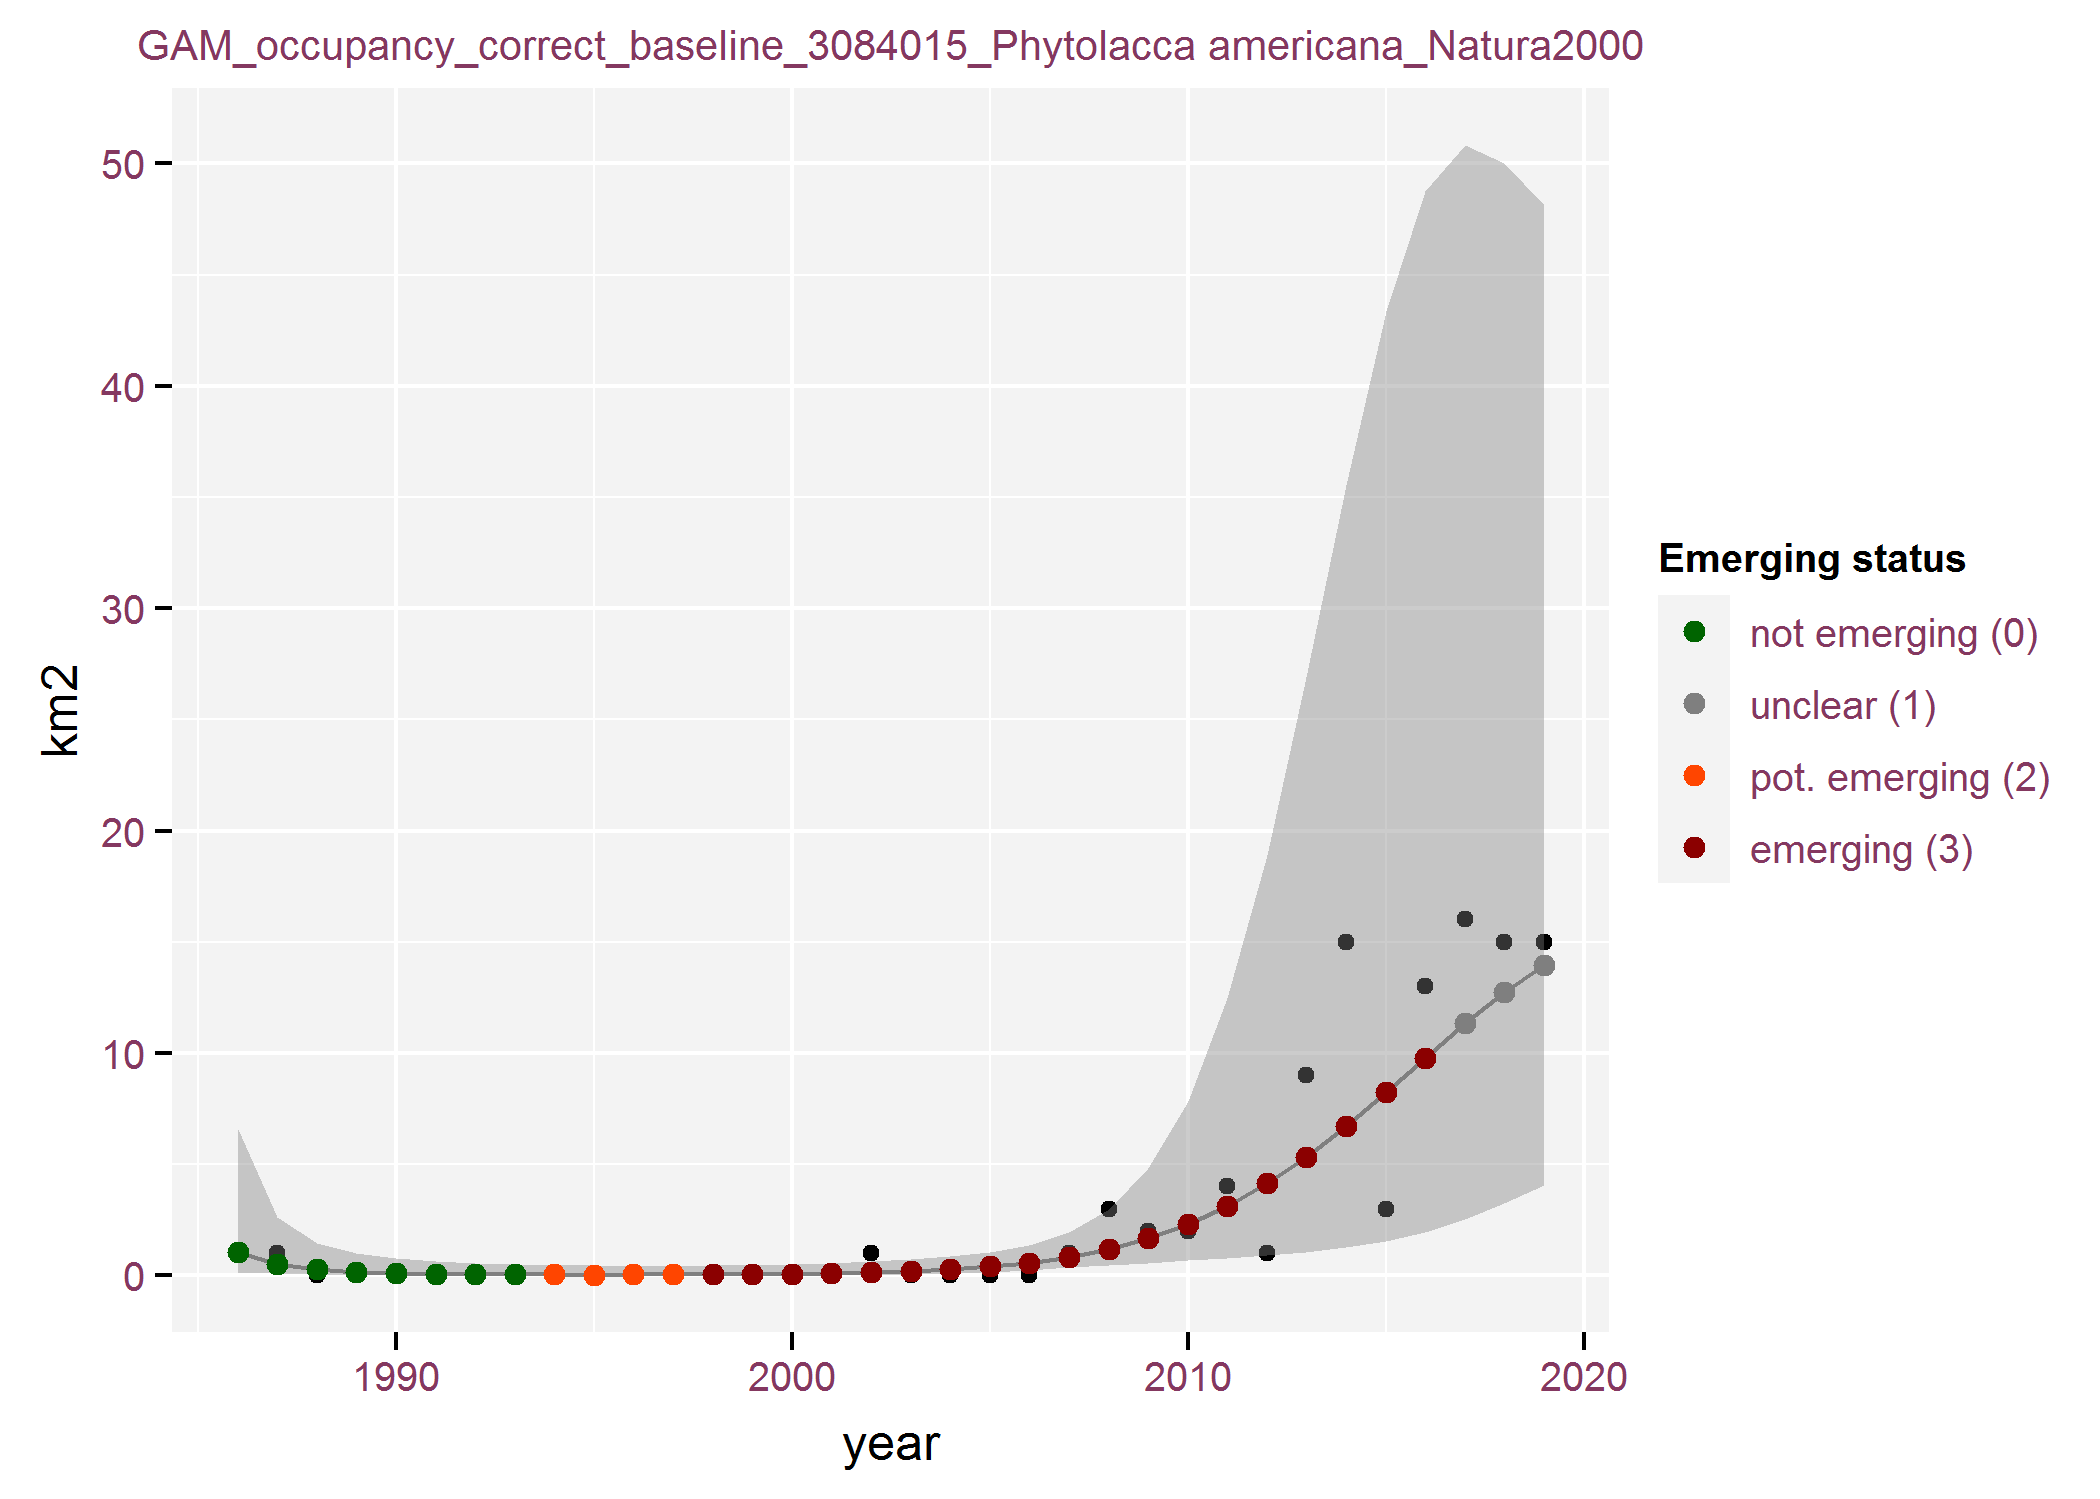 GAM_occupancy_correct_baseline_3084015_Phytolacca americana_Natura2000
50
40
30
20
10
0
km2
1990 2000 2010 2020
year
Emerging status
not emerging (0)
unclear (1)
pot. emerging (2)
emerging (3)